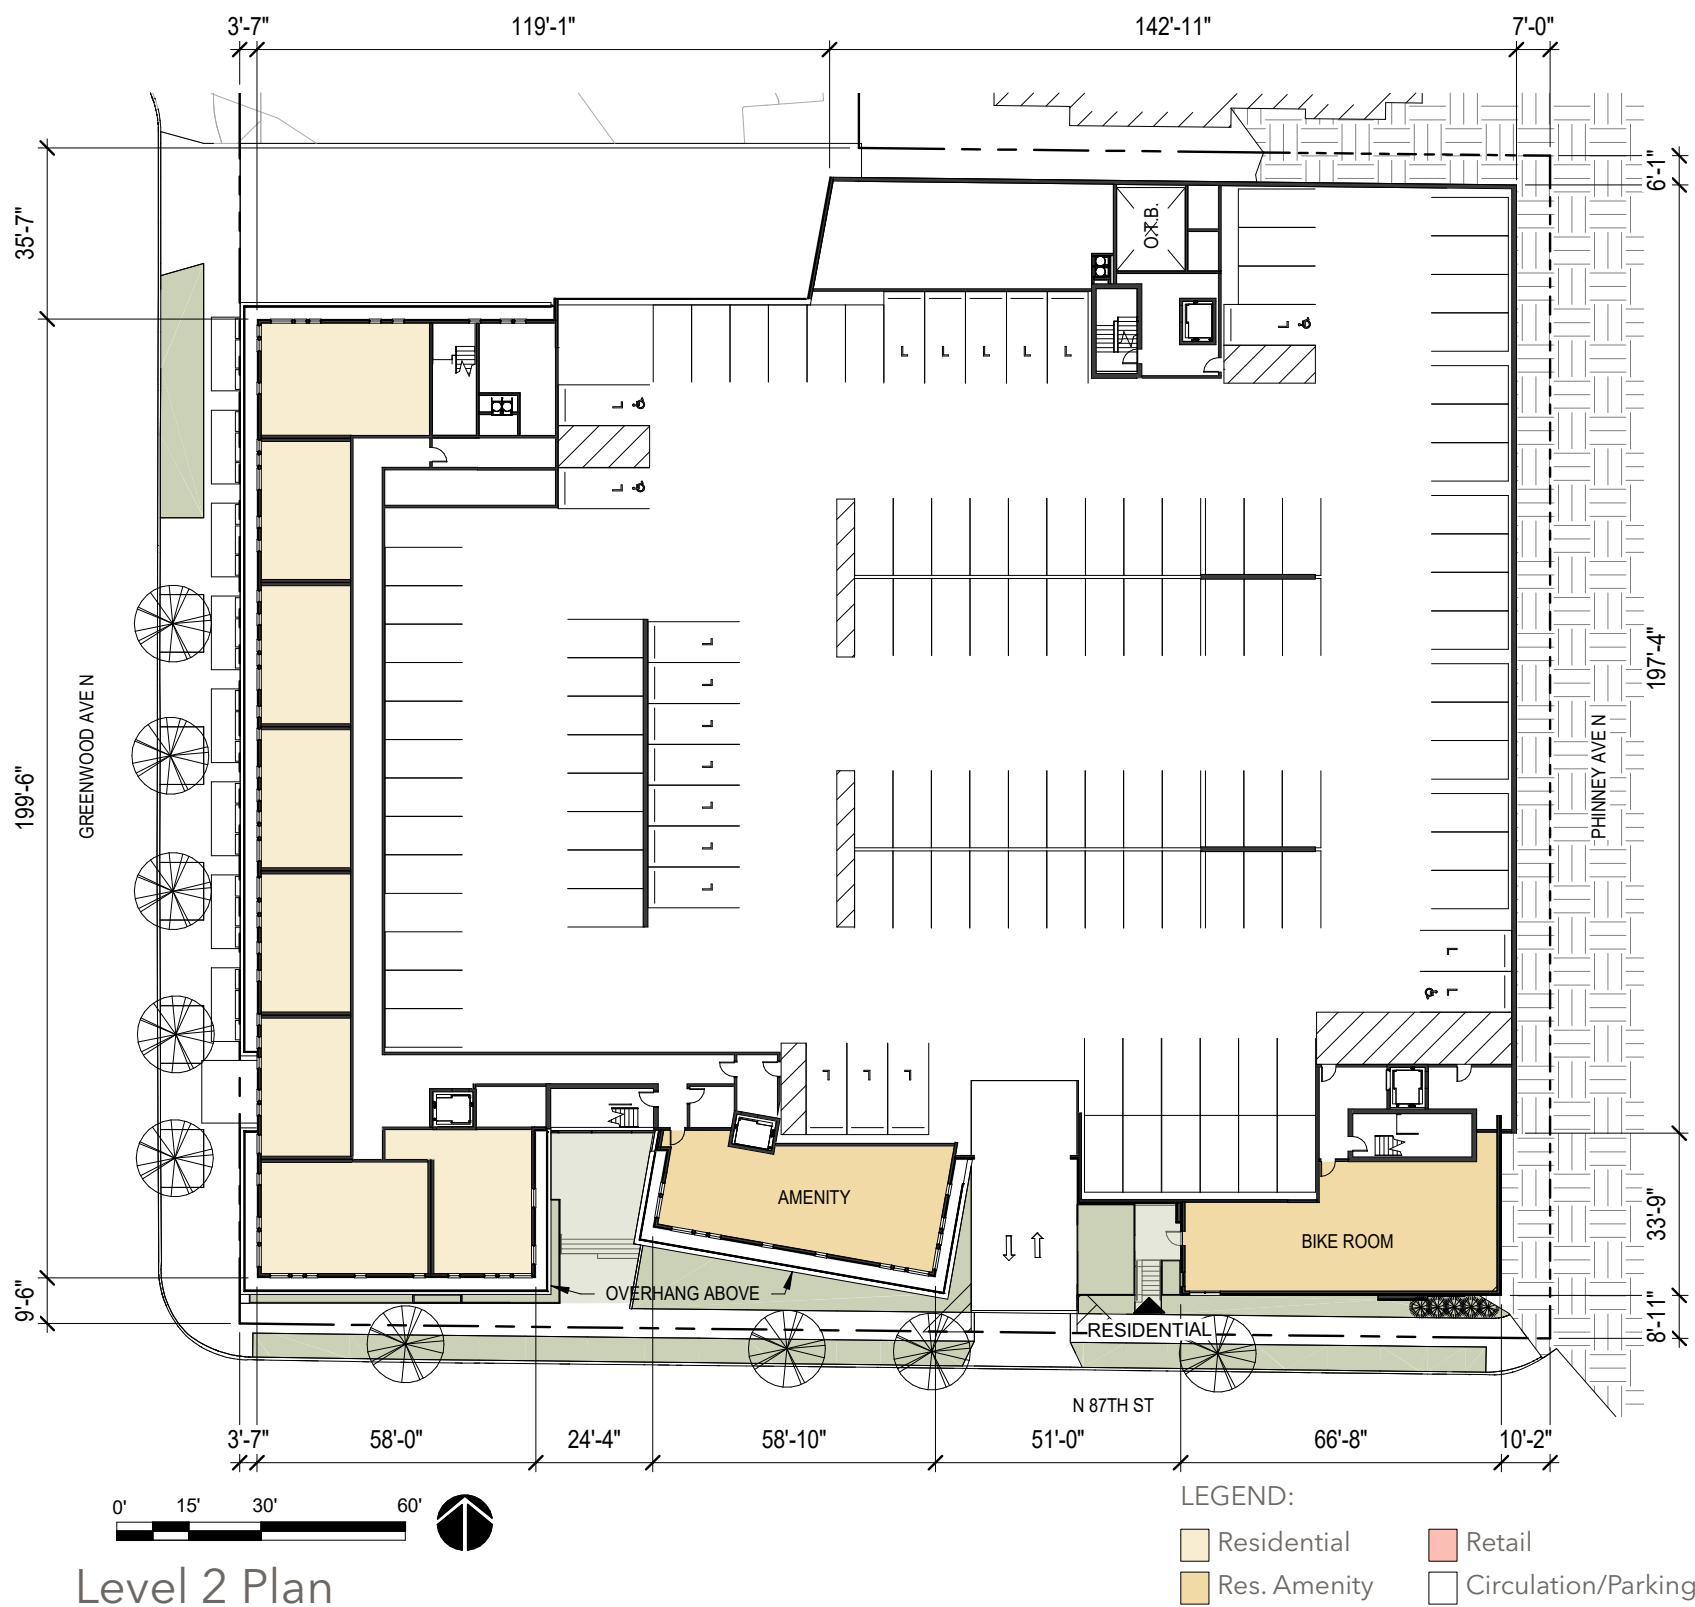 3'-7"
119'-1"
142'-11"
7'-0"
6'-1"
35'-7"
GREENWOOD AVE N
199'-6"
197'-4"
PHINNEY AVE N
AMENITY
BIKE ROOM
33'-9"
OVERHANG ABOVE
9'-6"
8'-11"
RESIDENTIAL
N 87TH ST
3'-7"
58'-0"
24'-4"
58'-10"
51'-0"
66'-8"
10'-2"
0'
15'
30'
60'
LEGEND:
Residential
Retail
Res. Amenity
Circulation/Parking
Level 2 Plan